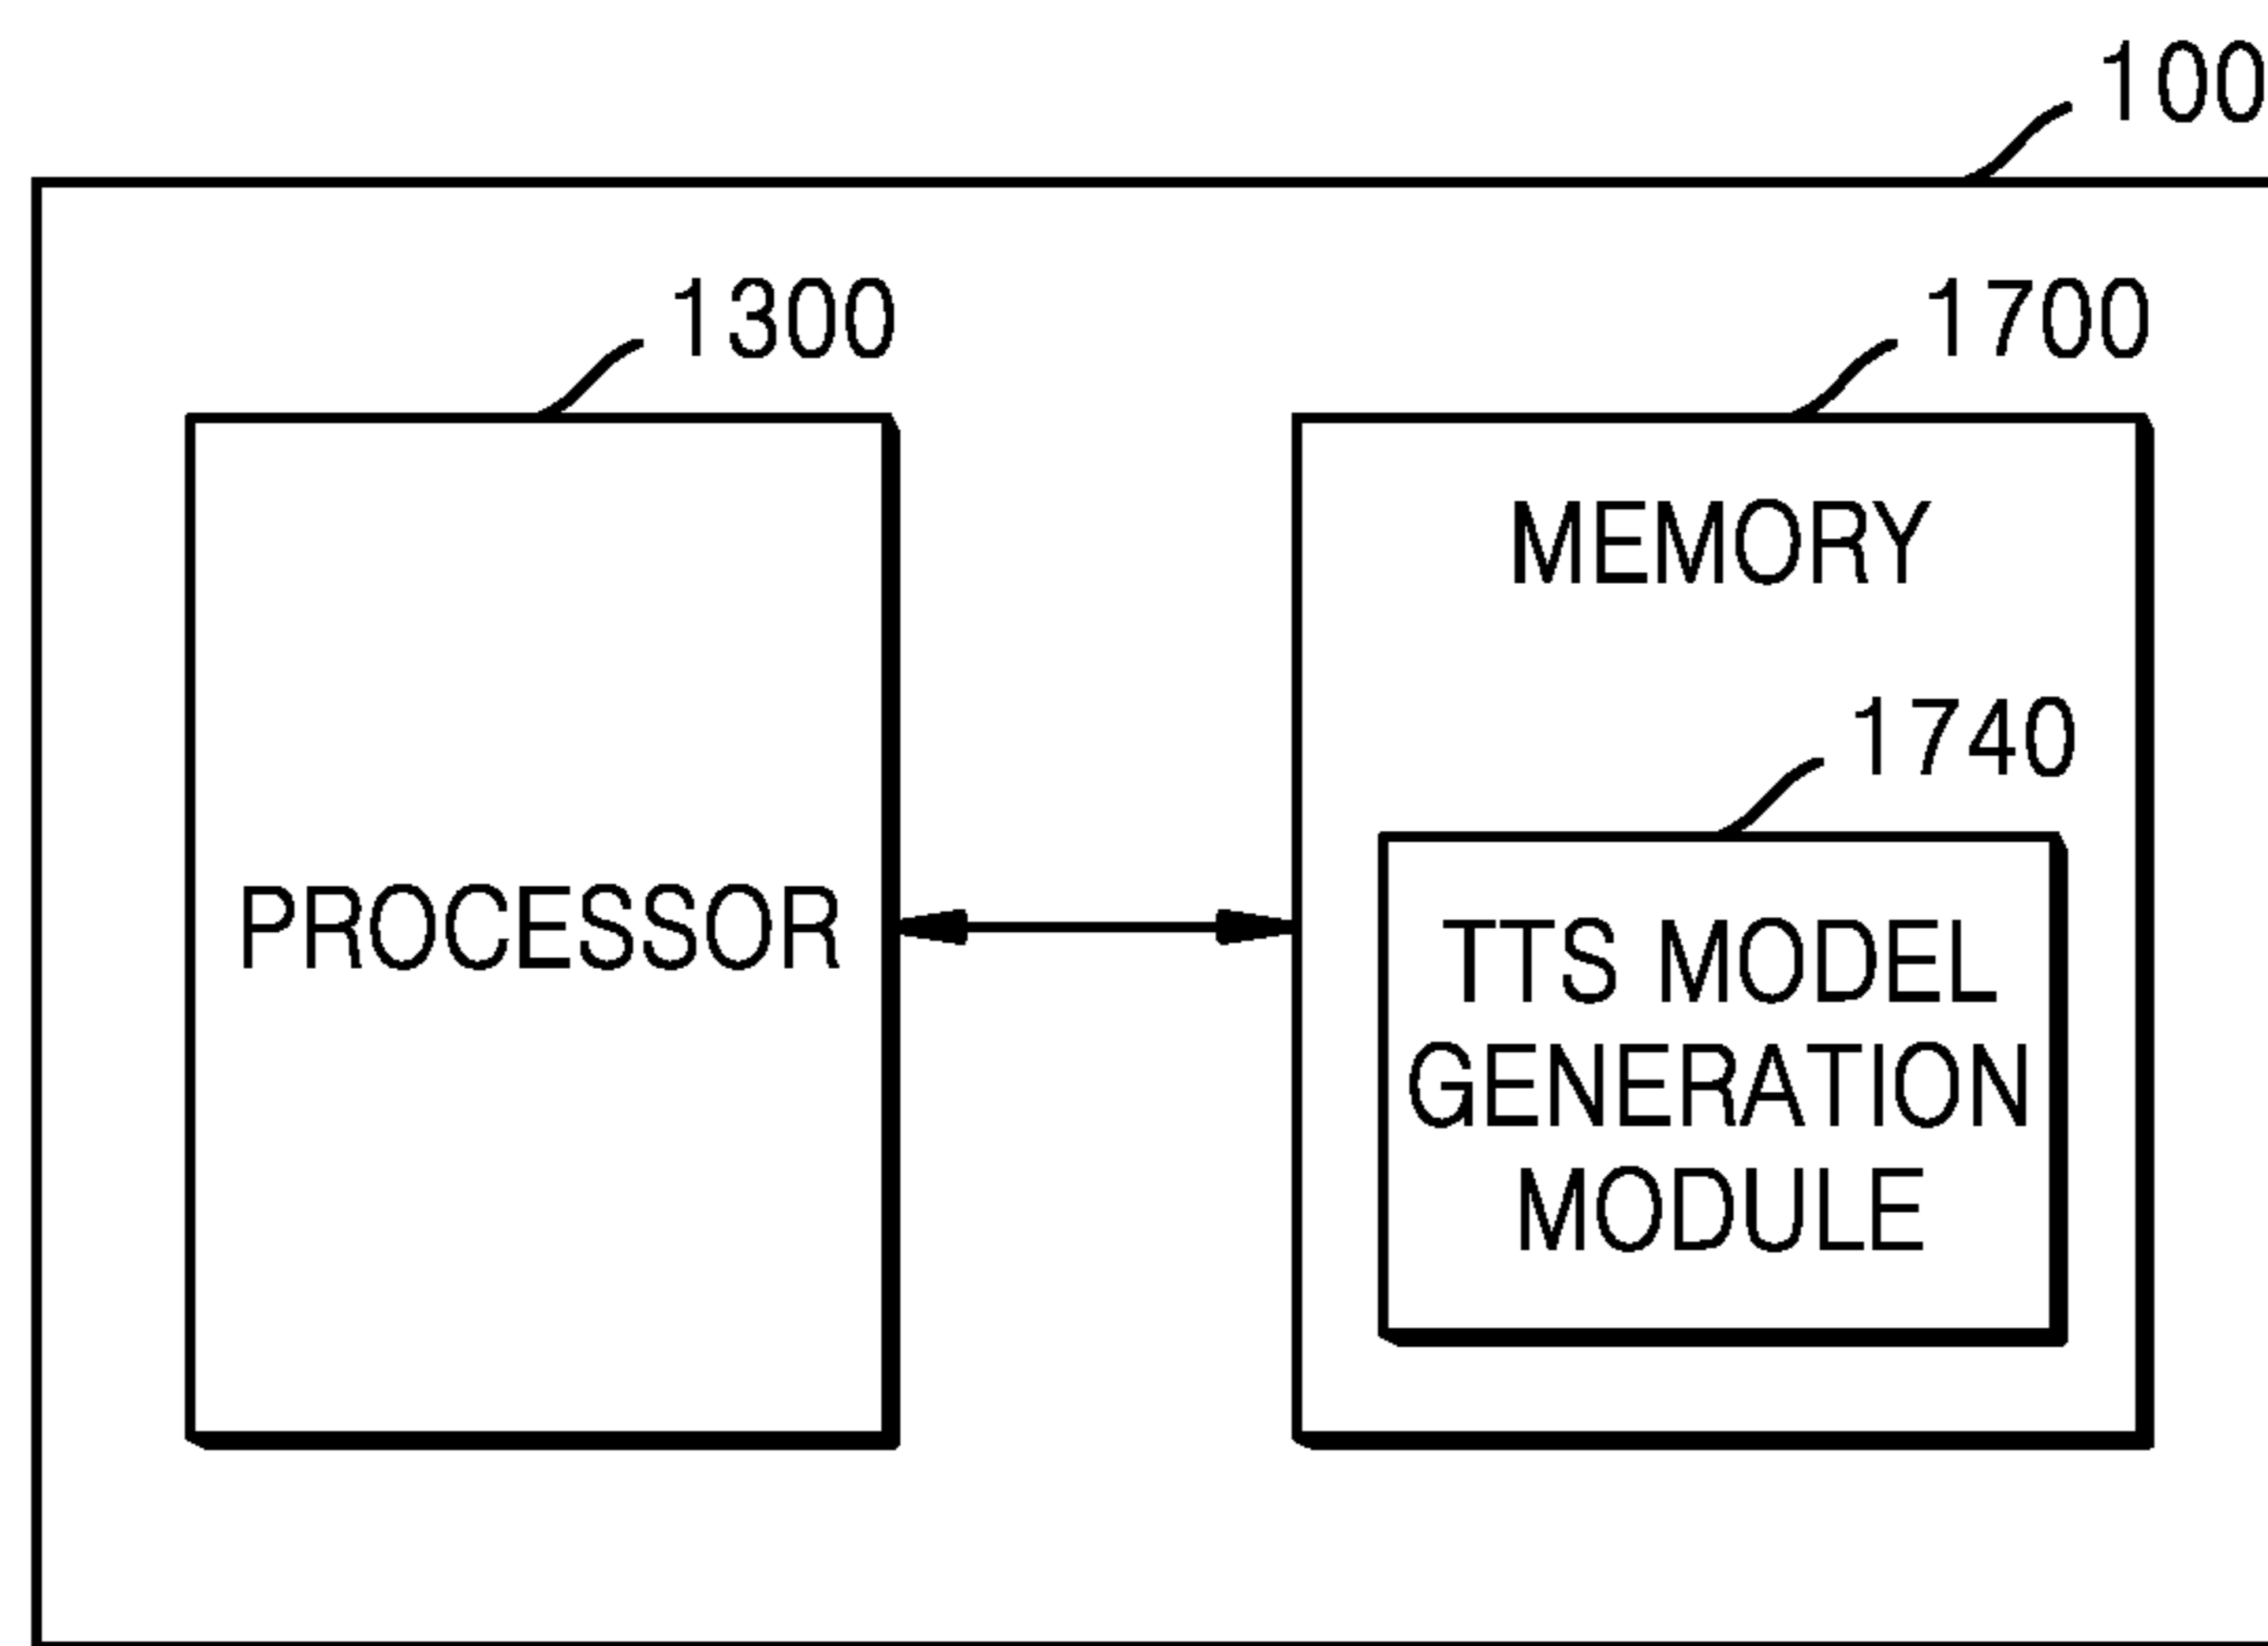 100
1300
1700
MEMORY
1740
PROCESSOR
TTS MODEL
GENERATION
MODULE